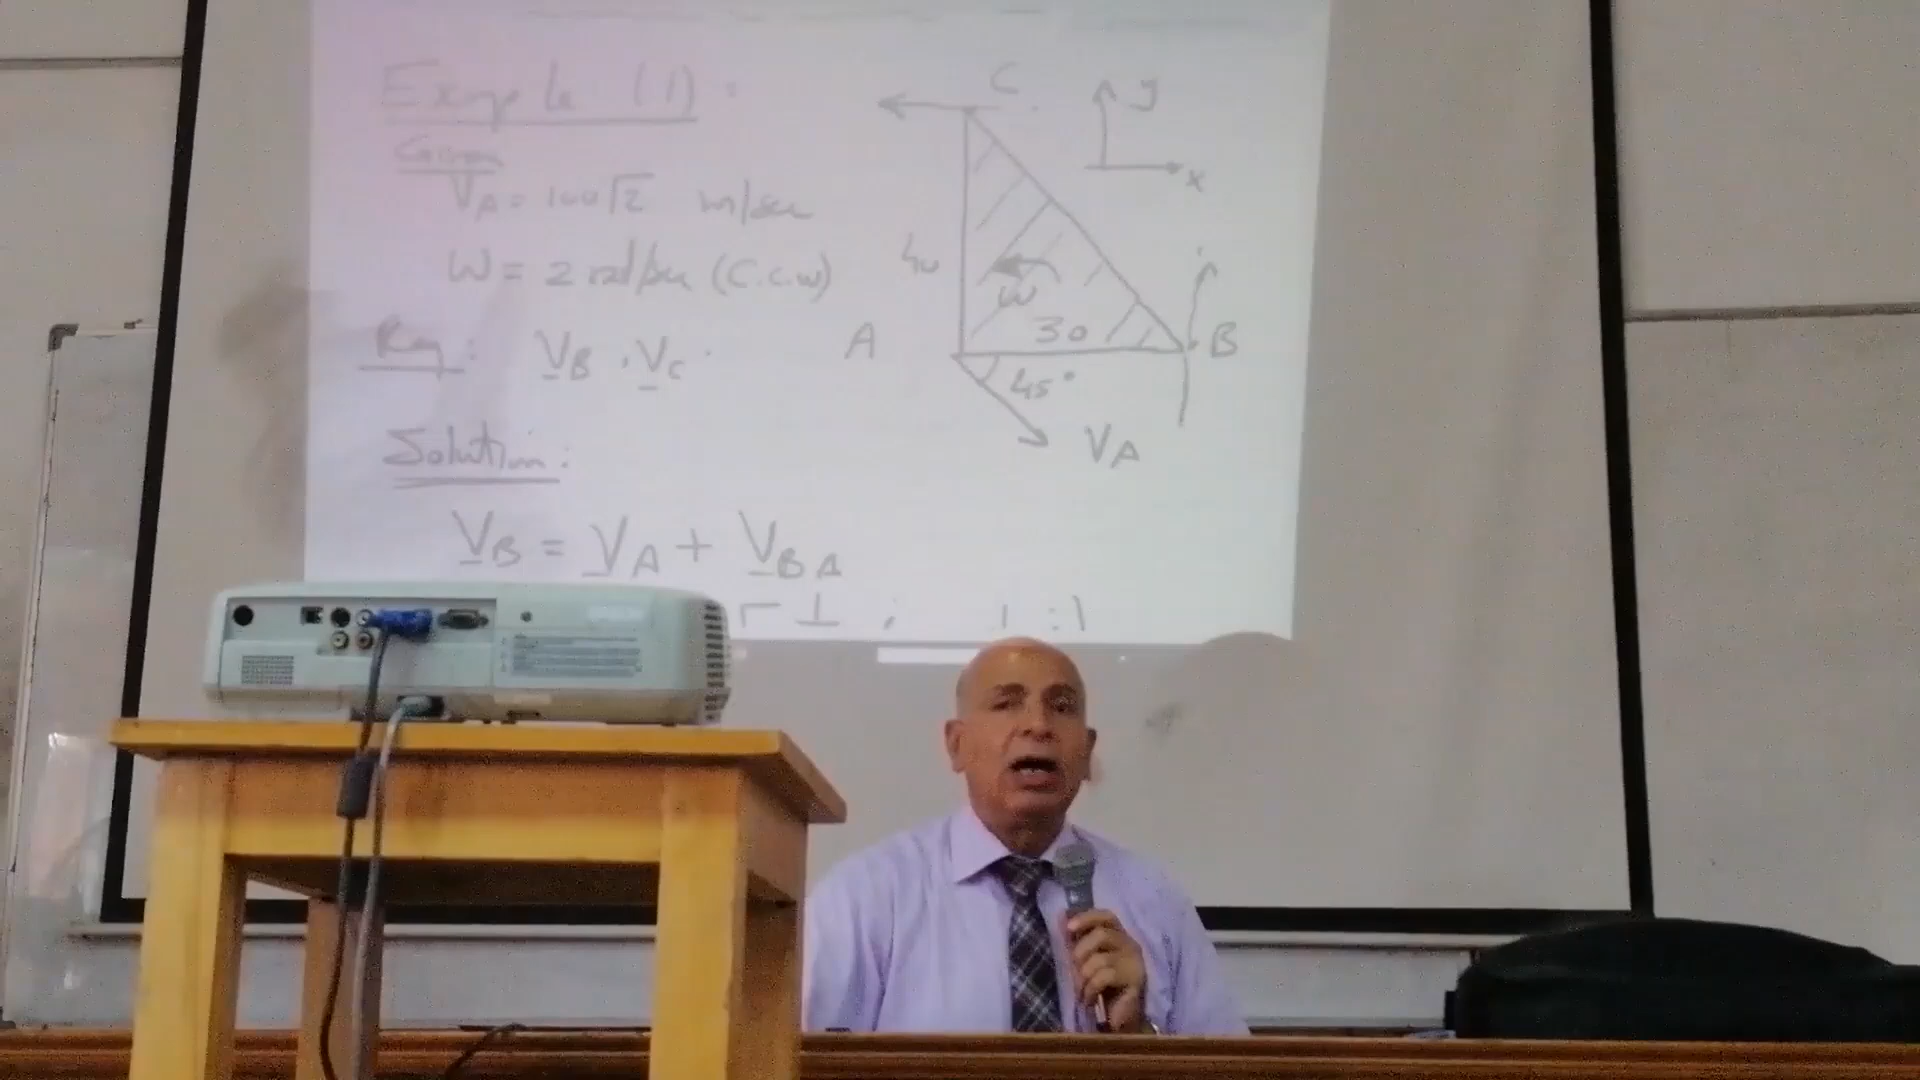 Example (1) :
Given
VA = 100√2 m/sec
W = 2 rad/sec (C.c.w)
Req : VB , VC .
Solution :
VB = VA + VBA
C
y
x
40
W
30
A
B
45°
VA